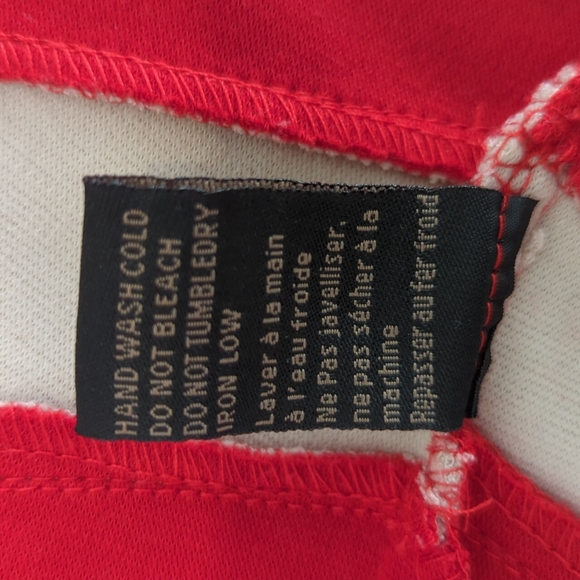 HAND WASH COLD
DO NOT BLEACH
DO NOT TUMBLEDRY
IRON LOW
Laver à la main
à l'eau froide
Ne Pas javelliser,
ne pas sécher à la
machine
Repasser au fer froid